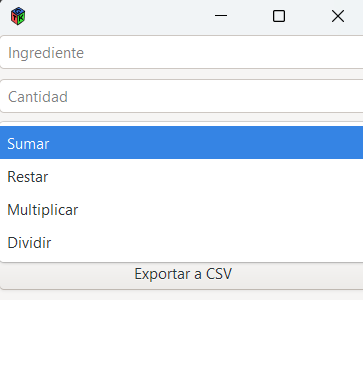 Ingrediente
Cantidad
Sumar
Restar
Multiplicar
Dividir
Exportar a CSV